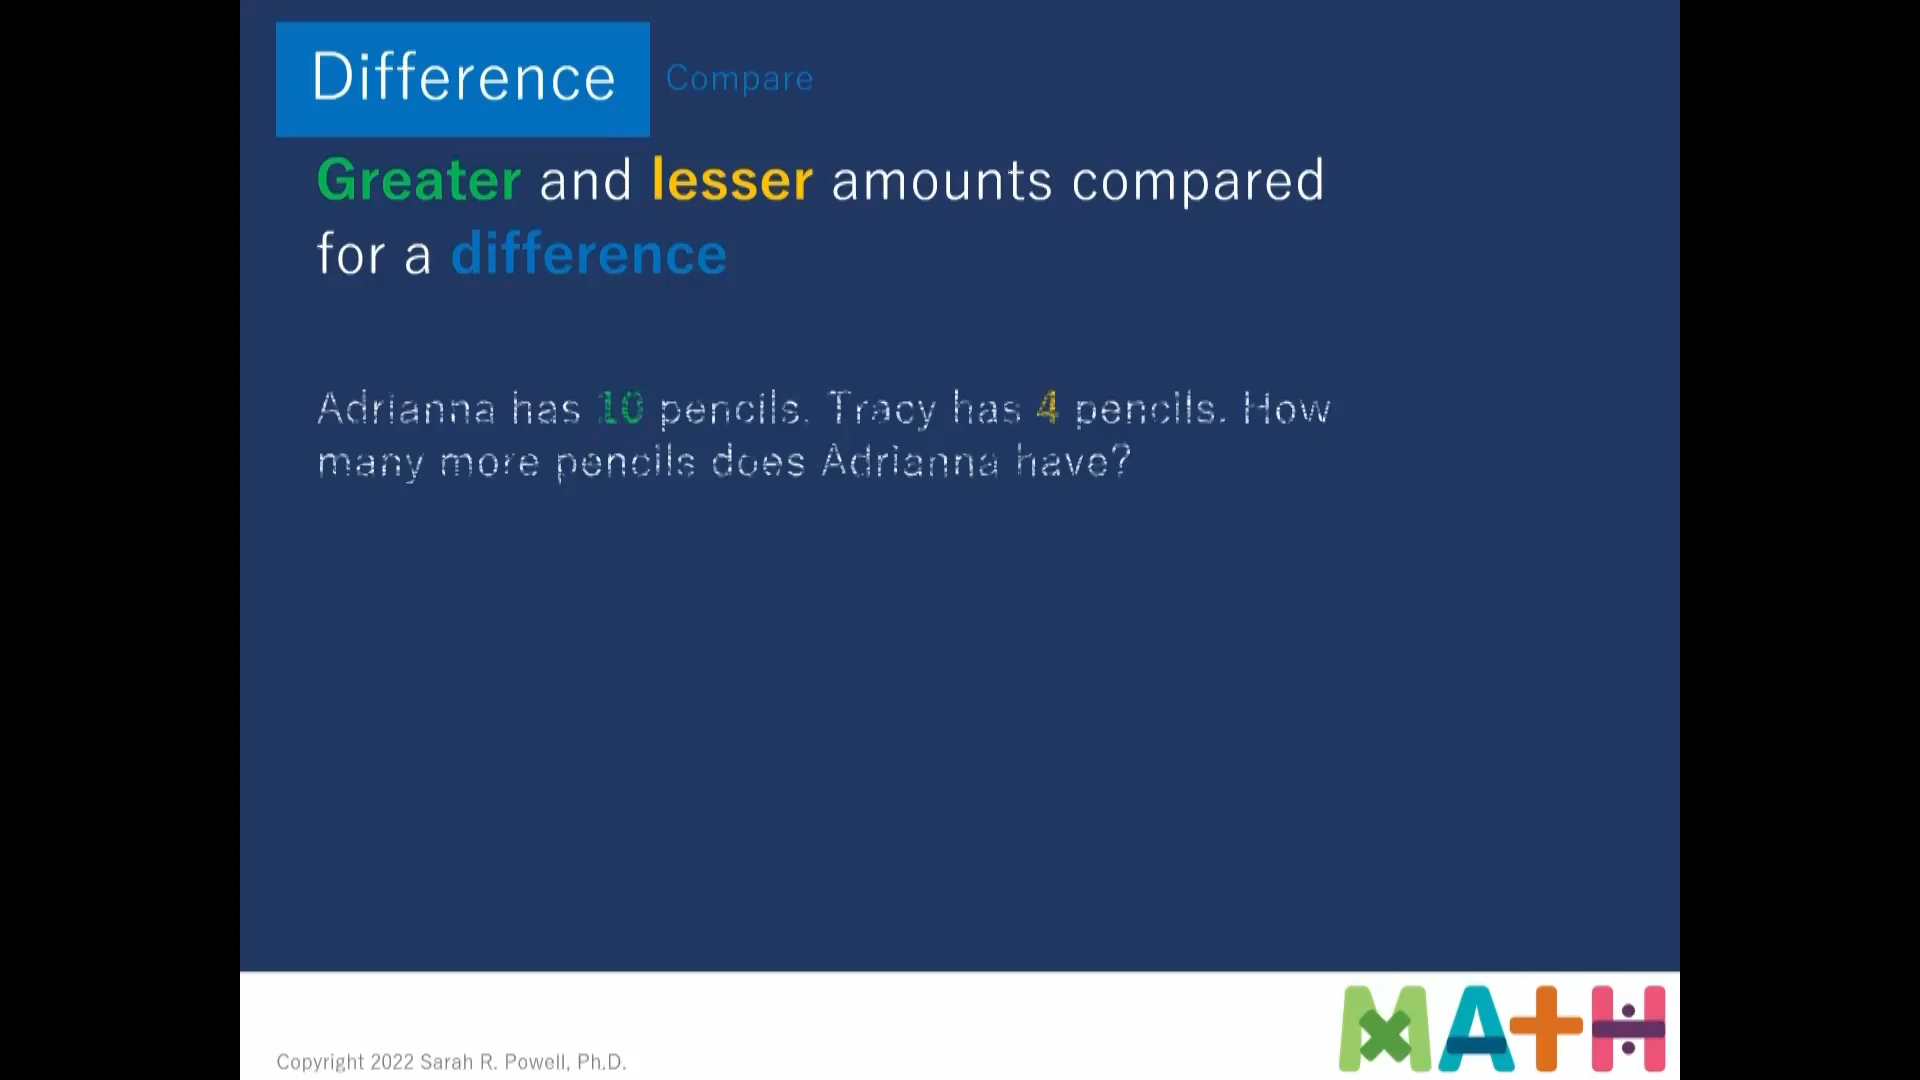 Difference Compare
Greater and lesser amounts compared
for a difference
Adrianna has 10 pencils. Tracy has 4 pencils. How
many more pencils does Adrianna have?
Copyright 2022 Sarah R. Powell, Ph.D.
MATH